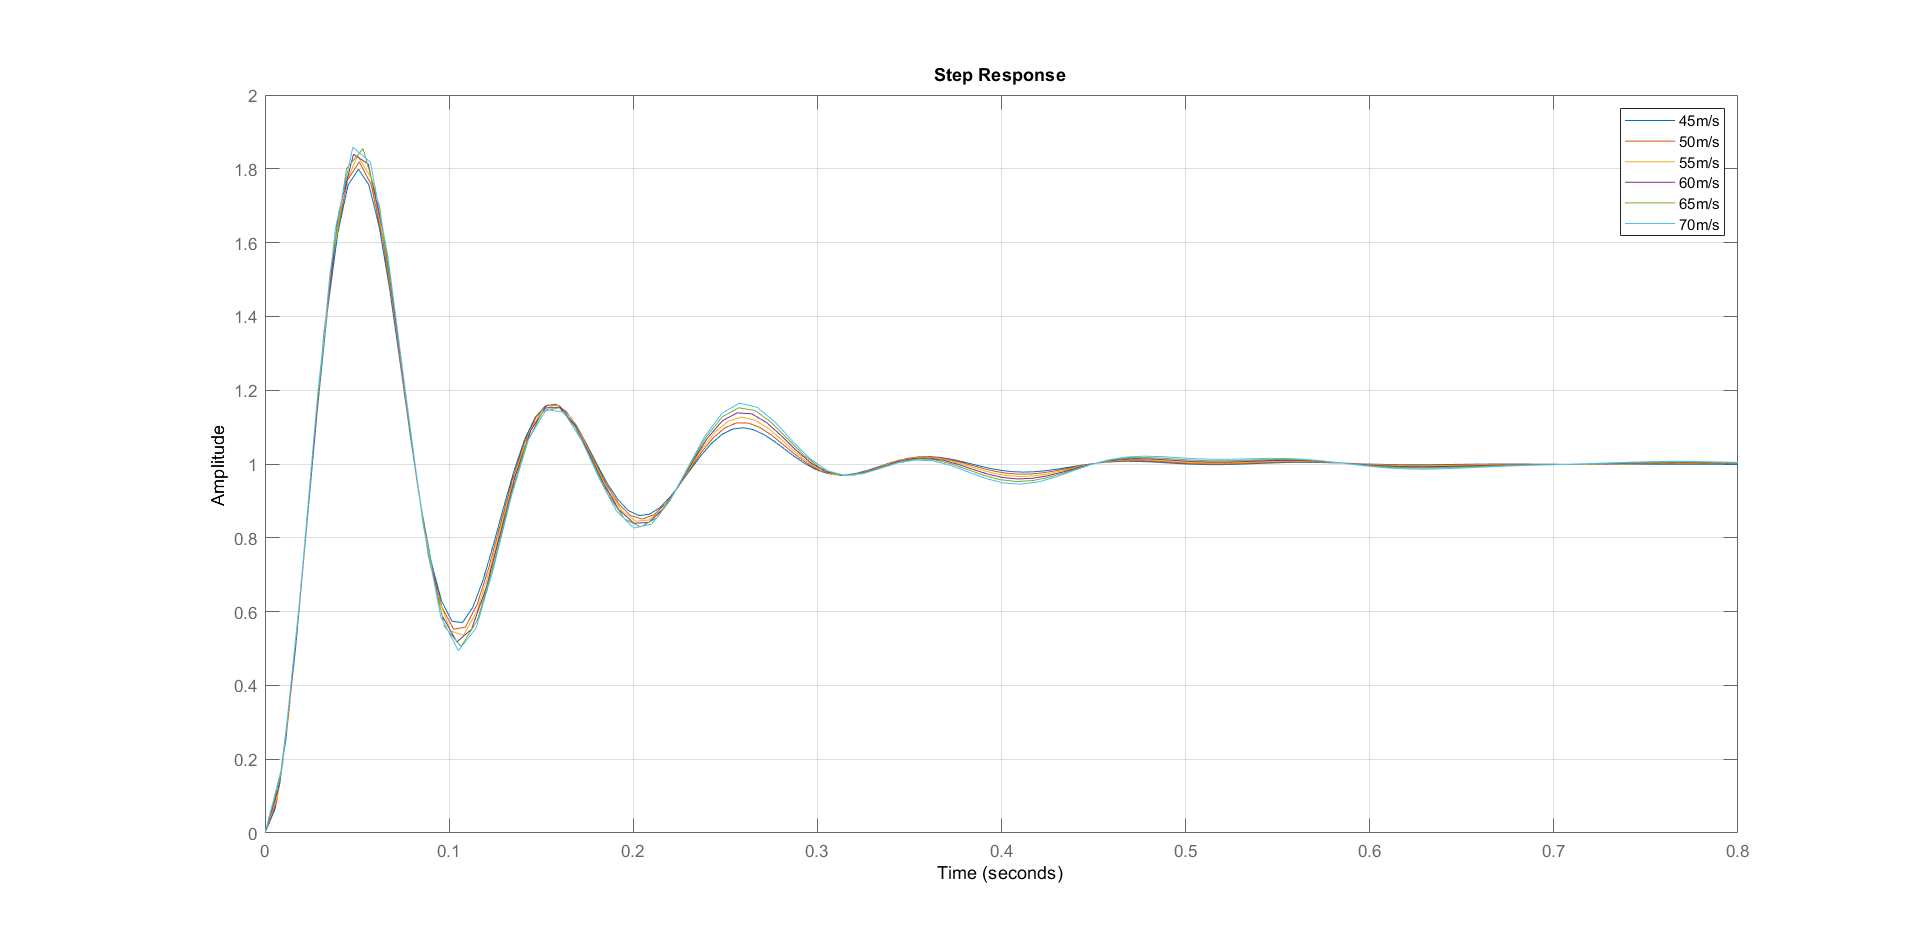 Step Response
2
1.8
1.6
1.4
1.2
1
0.8
0.6
0.4
0.2
0
Amplitude
45m/s
50m/s
55m/s
60m/s
65m/s
70m/s
0 0.1 0.2 0.3 0.4 0.5 0.6 0.7 0.8
Time (seconds)